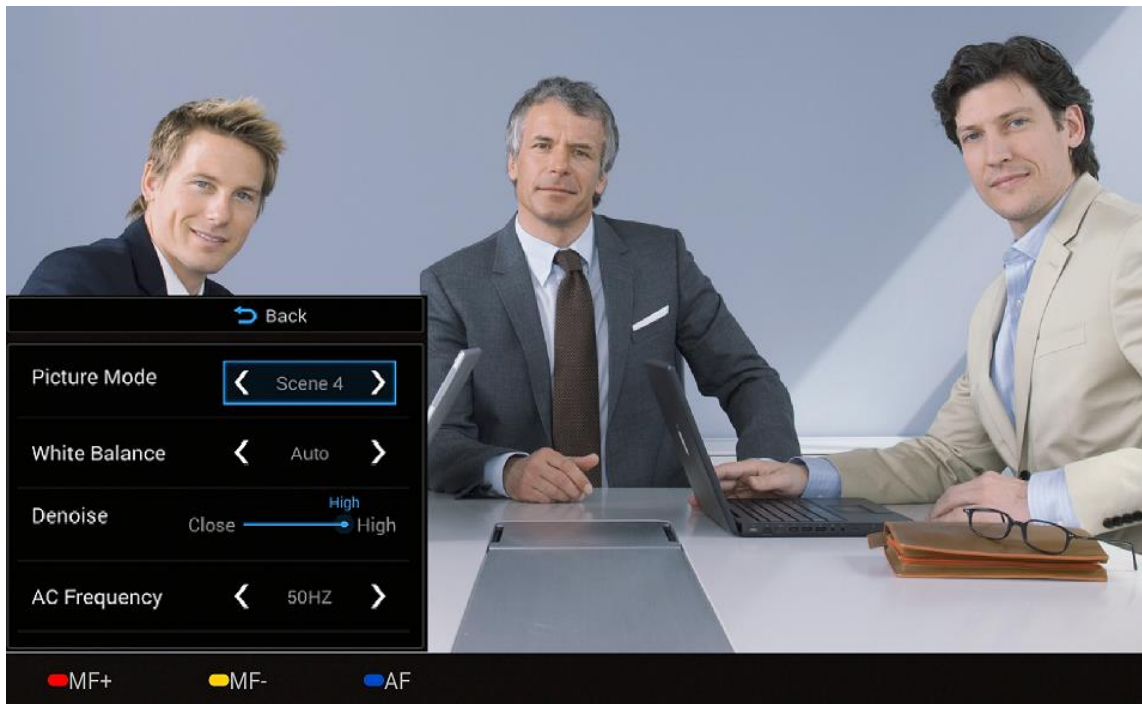 Back
Picture Mode
Scene 4
White Balance
Auto
High
Denoise
Close
High
AC Frequency
50HZ
MF+
MF-
AF